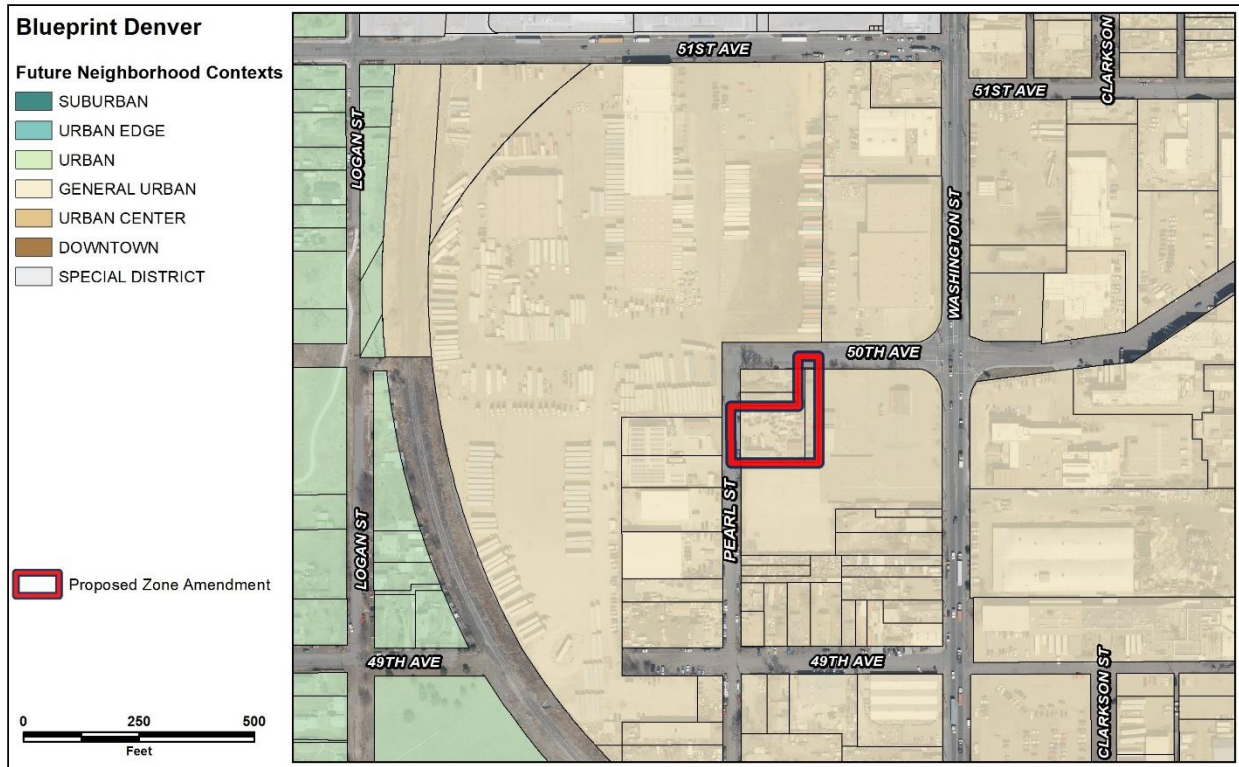 Blueprint Denver
Future Neighborhood Contexts
SUBURBAN
URBAN EDGE
URBAN
GENERAL URBAN
URBAN CENTER
DOWNTOWN
SPECIAL DISTRICT
Proposed Zone Amendment
0 250 500
Feet
51ST AVE
CLARKSON
51ST AVE
LOGAN ST
WASHINGTON ST
50TH AVE
PEARL ST
LOGAN ST
49TH AVE
49TH AVE
CLARKSON ST